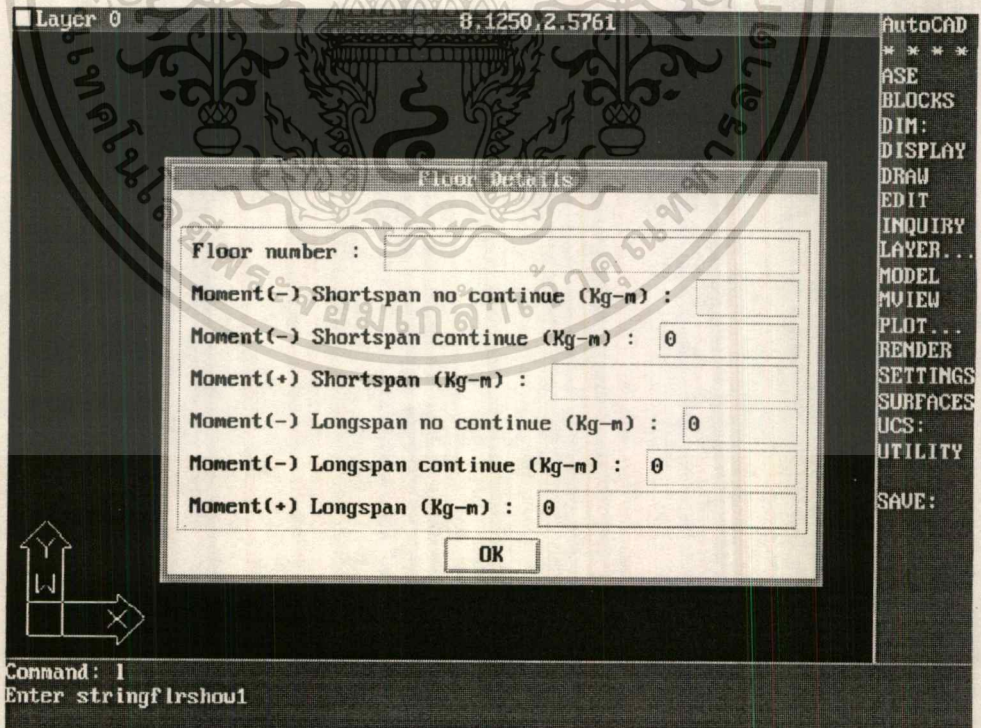 Layer 0
8.1250,2.5761
AutoCAD
* * * *
ASE
BLOCKS
DIM:
DISPLAY
DRAW
EDIT
INQUIRY
LAYER...
MODEL
MVIEW
PLOT...
RENDER
SETTINGS
SURFACES
UCS:
UTILITY
SAVE:
Floor Details
Floor number :
Moment(-) Shortspan no continue (Kg-m) :
Moment(-) Shortspan continue (Kg-m) : 0
Moment(+) Shortspan (Kg-m) :
Moment(-) Longspan no continue (Kg-m) : 0
Moment(-) Longspan continue (Kg-m) : 0
Moment(+) Longspan (Kg-m) : 0
OK
Y
W
X
Command: l
Enter stringflrshow1